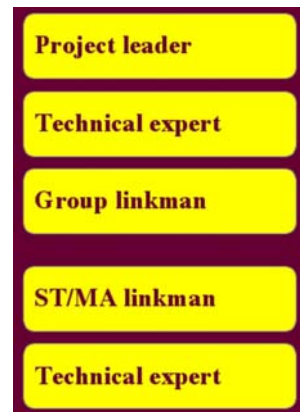 Project leader
Technical expert
Group linkman
ST/MA linkman
Technical expert